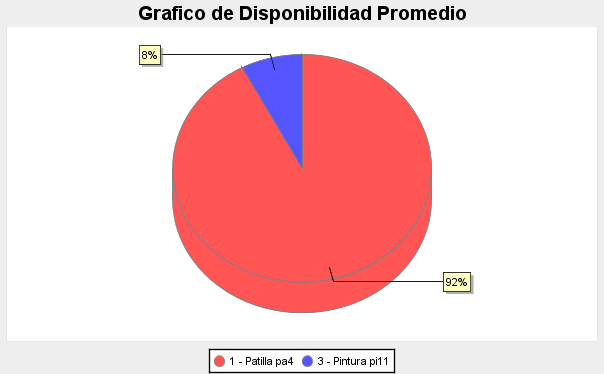 Grafico de Disponibilidad Promedio
8%
92%
1 - Patilla pa4 3 - Pintura pi11